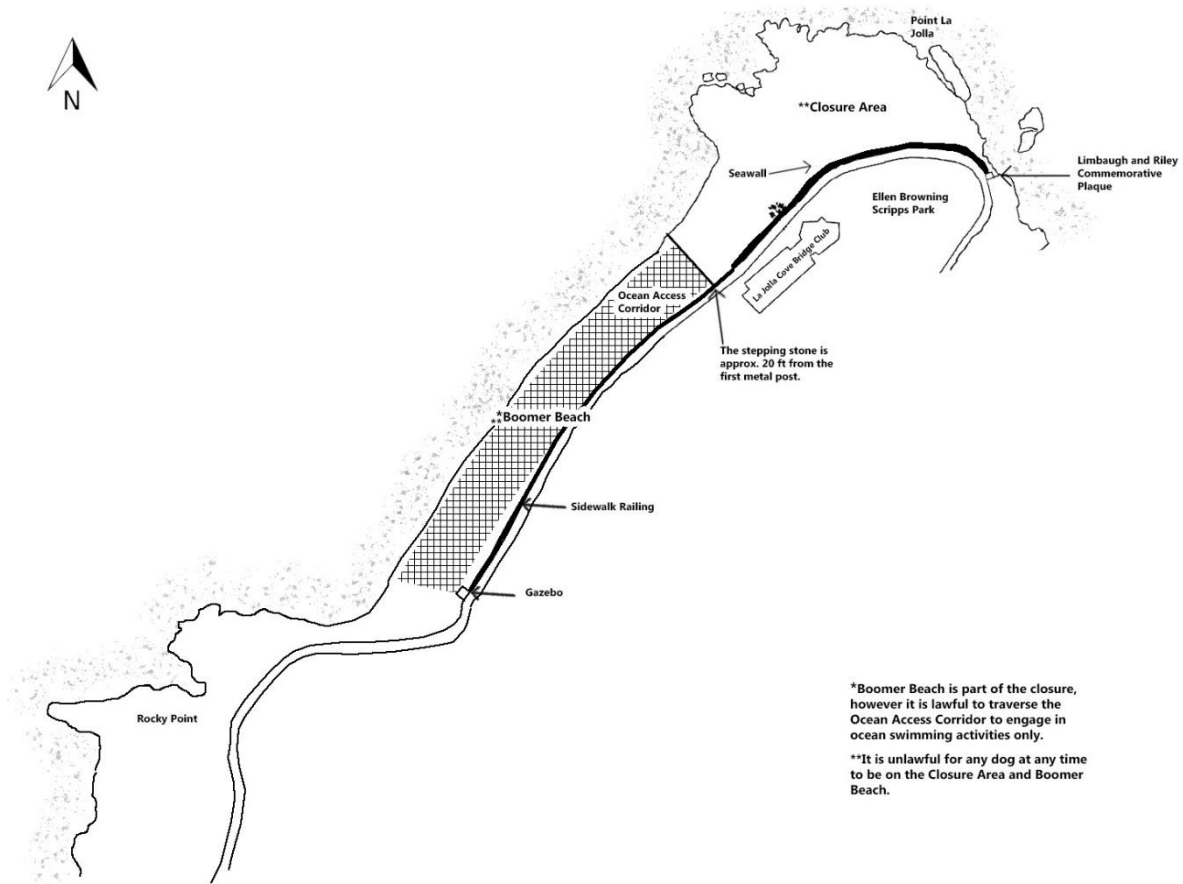 Point La
Jolla
N
**Closure Area
Seawall
Limbaugh and Riley
Commemorative
Plaque
Ellen Browning
Scripps Park
La Jolla Cove Bridge Club
Ocean Access
Corridor
The stepping stone is
approx. 20 ft from the
first metal post.
*
**Boomer Beach
Sidewalk Railing
Gazebo
Rocky Point
*Boomer Beach is part of the closure,
however it is lawful to traverse the
Ocean Access Corridor to engage in
ocean swimming activities only.
**It is unlawful for any dog at any time
to be on the Closure Area and Boomer
Beach.